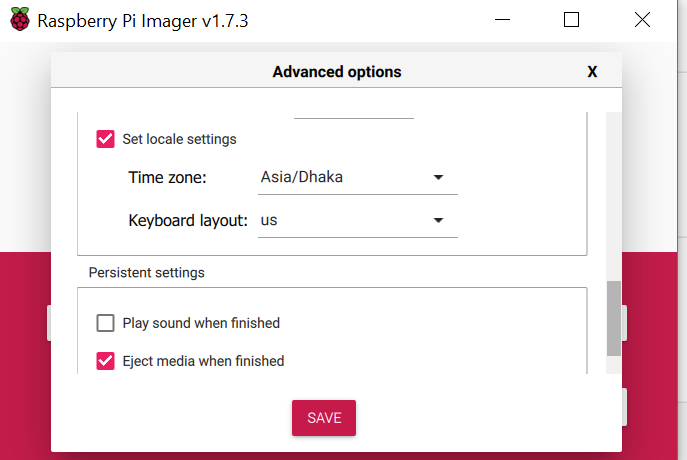 Raspberry Pi Imager v1.7.3
Advanced options X
Set locale settings
Time zone: Asia/Dhaka
Keyboard layout: us
Persistent settings
Play sound when finished
Eject media when finished
SAVE